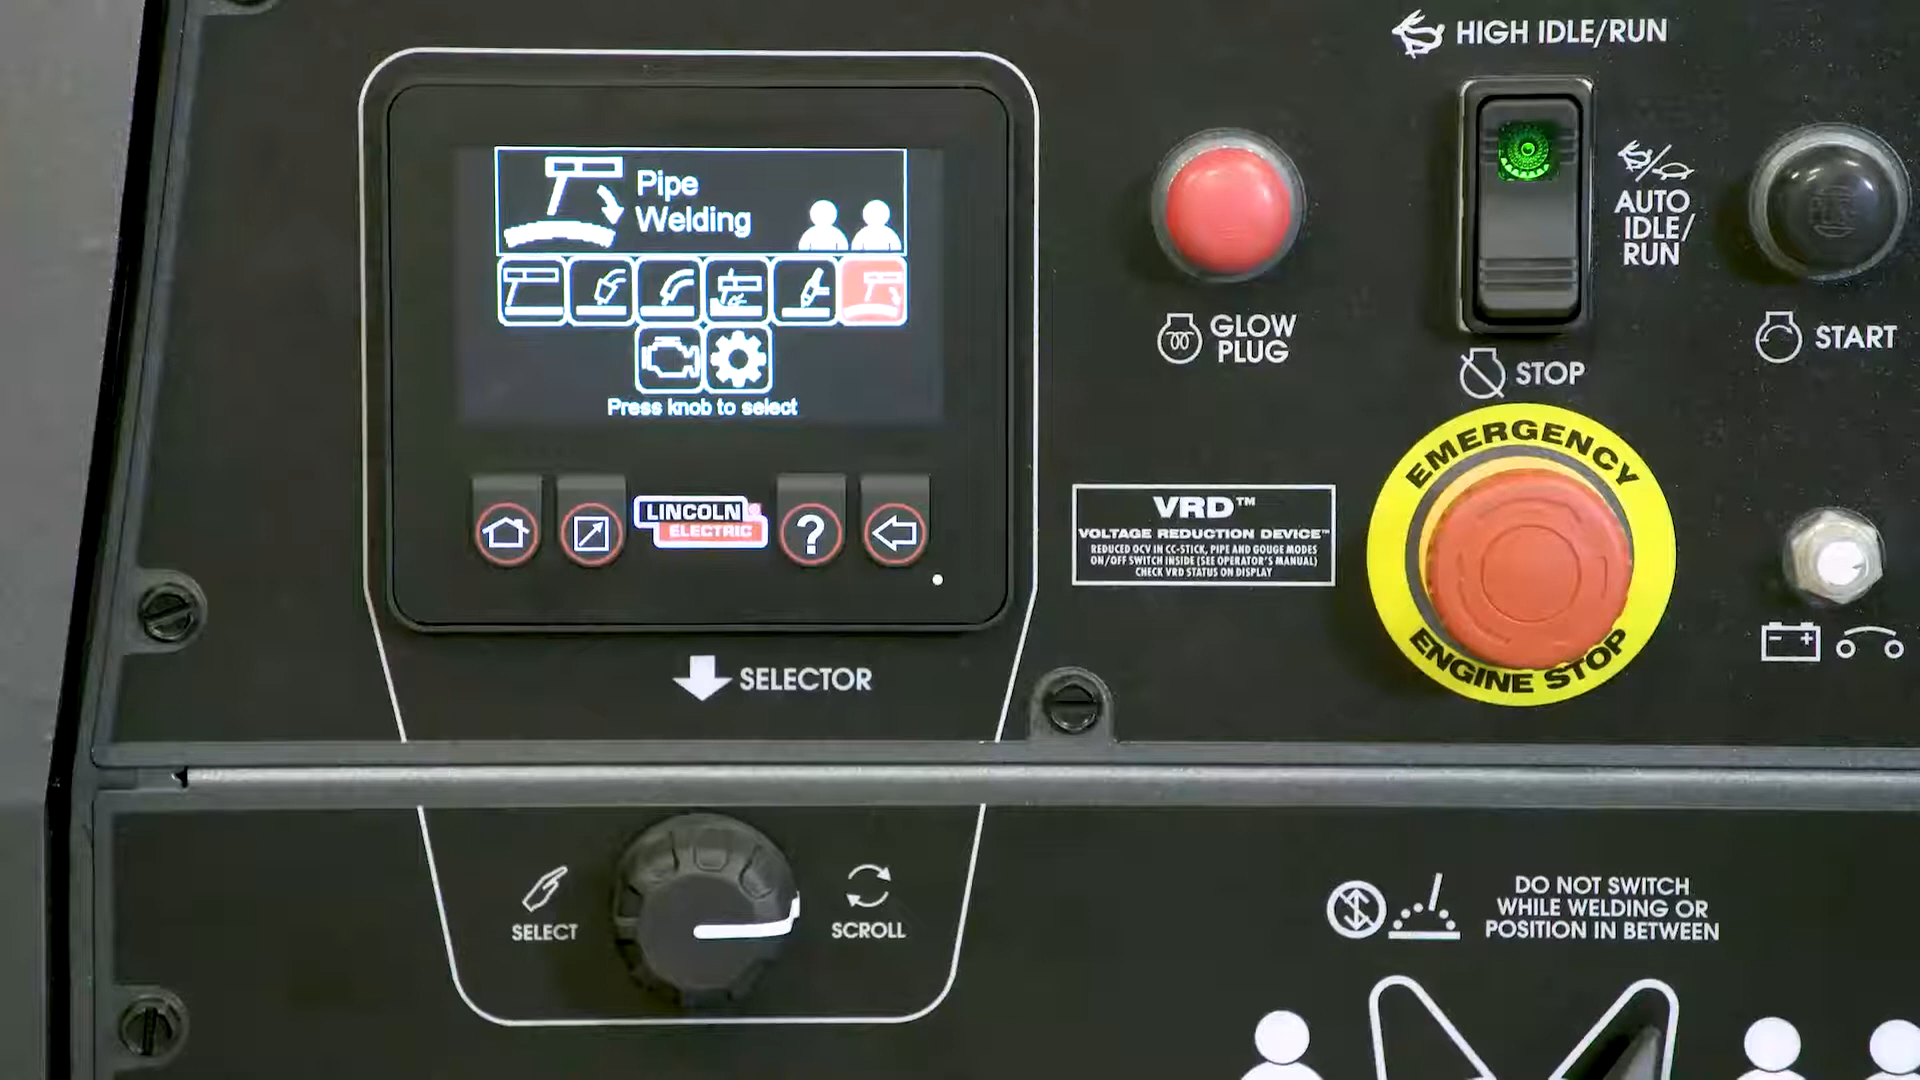 HIGH IDLE/RUN
Pipe
Welding
Press knob to select
AUTO
IDLE/
RUN
GLOW
PLUG
STOP
START
LINCOLN
ELECTRIC
?
VRD™
VOLTAGE REDUCTION DEVICE™
REDUCED OCV IN CC-STICK, PIPE AND GOUGE MODES
ON/OFF SWITCH INSIDE (SEE OPERATOR'S MANUAL)
CHECK VRD STATUS ON DISPLAY
EMERGENCY
ENGINE STOP
SELECTOR
SELECT
SCROLL
DO NOT SWITCH
WHILE WELDING OR
POSITION IN BETWEEN